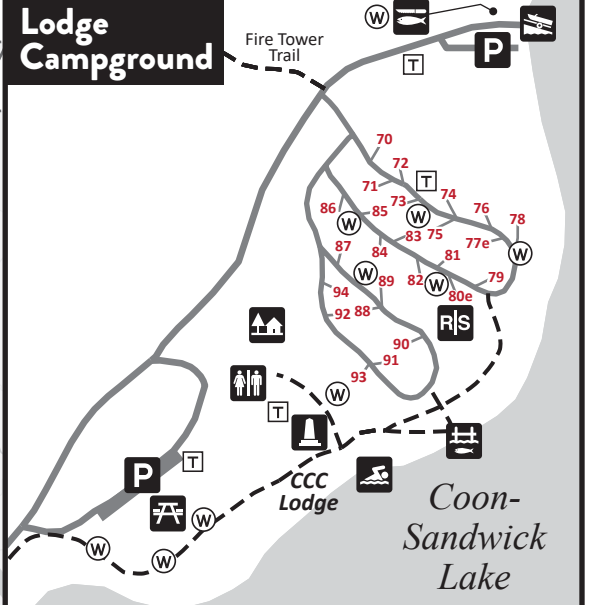 Lodge
Campground
Fire Tower
Trail
W
T
P
70
72
71
T
73
74
86
85
W
76
78
W
83
75
77e
W
87
84
81
W
89
82
W
79
80e
94
88
92
R|S
90
91
93
W
T
CCC
Lodge
P
T
W
W
W
Coon-
Sandwick
Lake